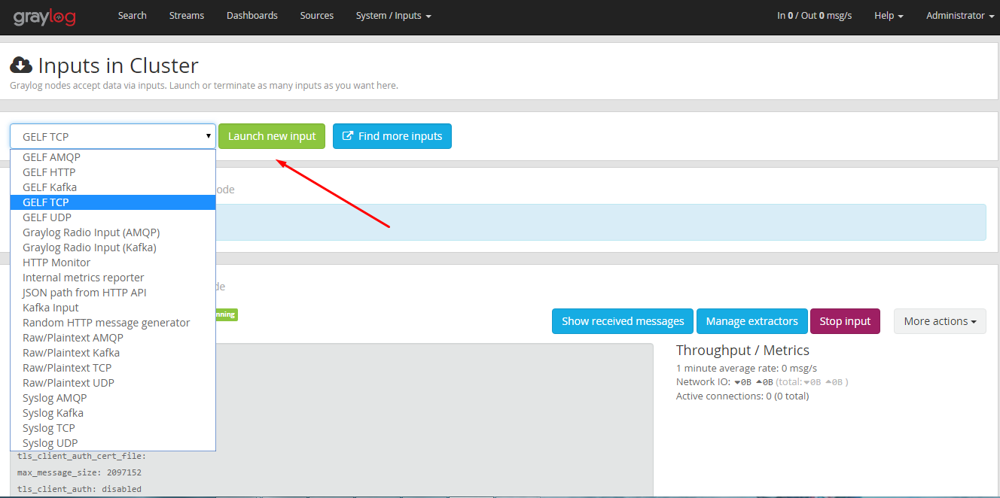 graylog Search Streams Dashboards Sources System / Inputs In 0 / Out 0 msg/s Help Administrator
Inputs in Cluster
Graylog nodes accept data via inputs. Launch or terminate as many inputs as you want here.
GELF TCP Launch new input Find more inputs
GELF AMQP
GELF HTTP
GELF Kafka
GELF TCP
GELF UDP
Graylog Radio Input (AMQP)
Graylog Radio Input (Kafka)
HTTP Monitor
Internal metrics reporter
JSON path from HTTP API
Kafka Input
Random HTTP message generator
Raw/Plaintext AMQP
Raw/Plaintext Kafka
Raw/Plaintext TCP
Raw/Plaintext UDP
Syslog AMQP
Syslog Kafka
Syslog TCP
Syslog UDP
ode
de
nning
Show received messages Manage extractors Stop input More actions
Throughput / Metrics
1 minute average rate: 0 msg/s
Network IO: 0B 0B (total: 0B 0B )
Active connections: 0 (0 total)
tls_client_auth_cert_file:
max_message_size: 2097152
tls_client_auth: disabled